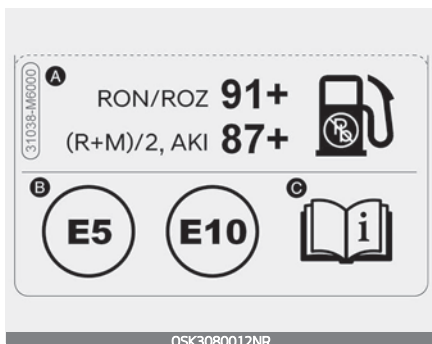 31038-M6000
A
RON/ROZ 91+
(R+M)/2, AKI 87+
Pb
B
C
E5
E10
i
OSK3080012NR